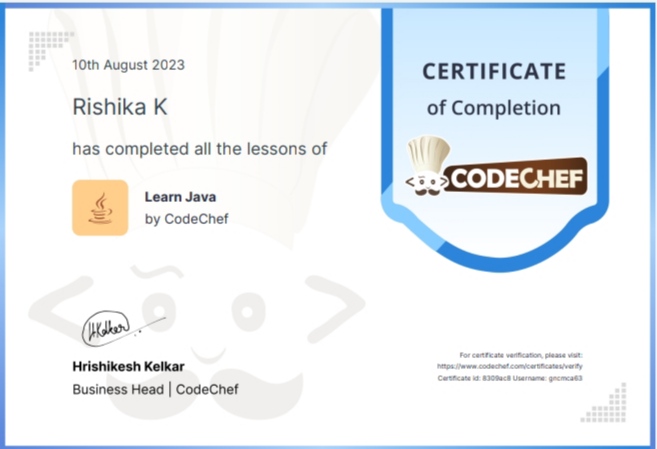 10th August 2023
Rishika K
has completed all the lessons of
Learn Java
by CodeChef
CERTIFICATE
of Completion
CODECHEF
H.Kelkar
Hrishikesh Kelkar
Business Head | CodeChef
For certificate verification, please visit:
https://www.codechef.com/certificates/verify
Certificate id: 8309ac8 Username: gncmca63